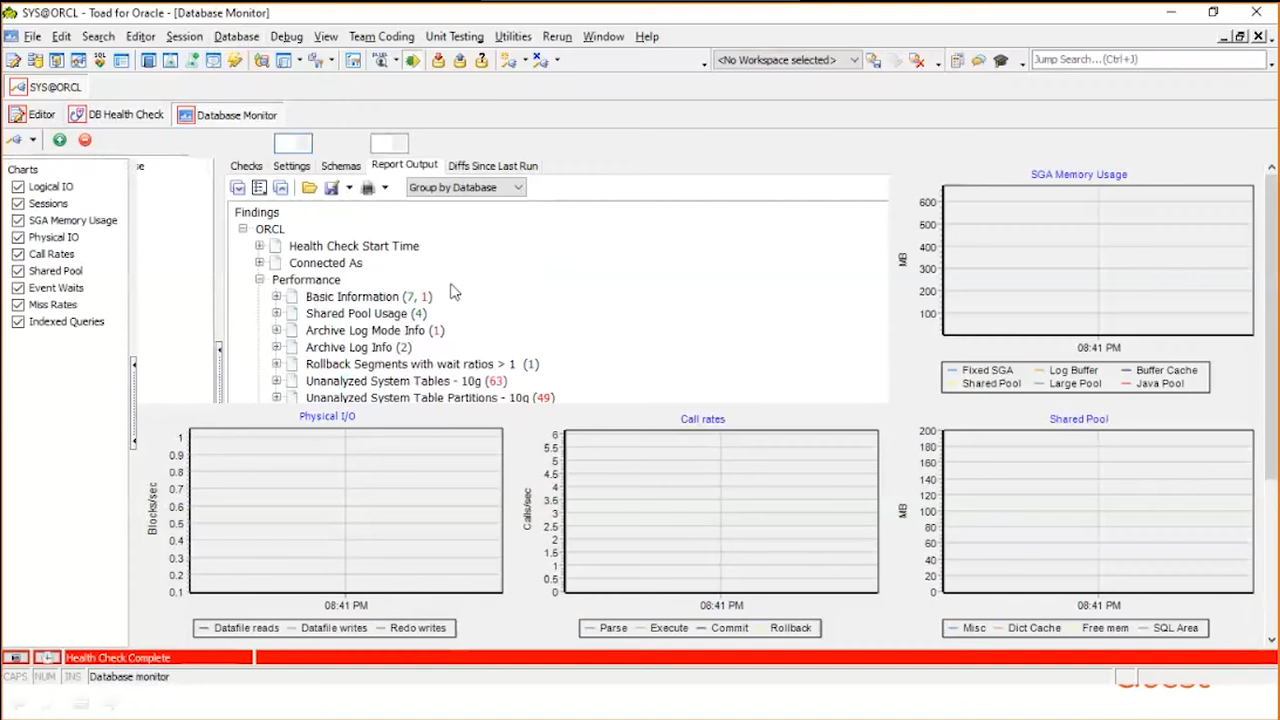 SYS@ORCL - Toad for Oracle - [Database Monitor]
File Edit Search Editor Session Database Debug View Team Coding Unit Testing Utilities Rerun Window Help
SQL
<No Workspace selected>
Jump Search...(Ctrl+J)
SYS@ORCL
Editor DB Health Check Database Monitor
Charts
Logical IO
Sessions
SGA Memory Usage
Physical IO
Call Rates
Shared Pool
Event Waits
Miss Rates
Indexed Queries
se
Checks Settings Schemas Report Output Diffs Since Last Run
Group by Database
Findings
ORCL
Health Check Start Time
Connected As
Performance
Basic Information (7, 1)
Shared Pool Usage (4)
Archive Log Mode Info (1)
Archive Log Info (2)
Rollback Segments with wait ratios > 1 (1)
Unanalyzed System Tables - 10g (63)
Unanalyzed System Table Partitions - 10g (49)
SGA Memory Usage
MB
600
500
400
300
200
100
08:41 PM
Fixed SGA Log Buffer Buffer Cache
Shared Pool Large Pool Java Pool
Physical I/O
Blocks/sec
1
0.9
0.8
0.7
0.6
0.5
0.4
0.3
0.2
0.1
08:41 PM
Datafile reads Datafile writes Redo writes
Call rates
Calls/sec
6
5.5
5
4.5
4
3.5
3
2.5
2
1.5
1
0.5
0
08:41 PM
Parse Execute Commit Rollback
Shared Pool
MB
200
180
160
140
120
100
80
60
40
20
0
08:41 PM
Misc Dict Cache Free mem SQL Area
Health Check Complete
CAPS NUM INS Database monitor